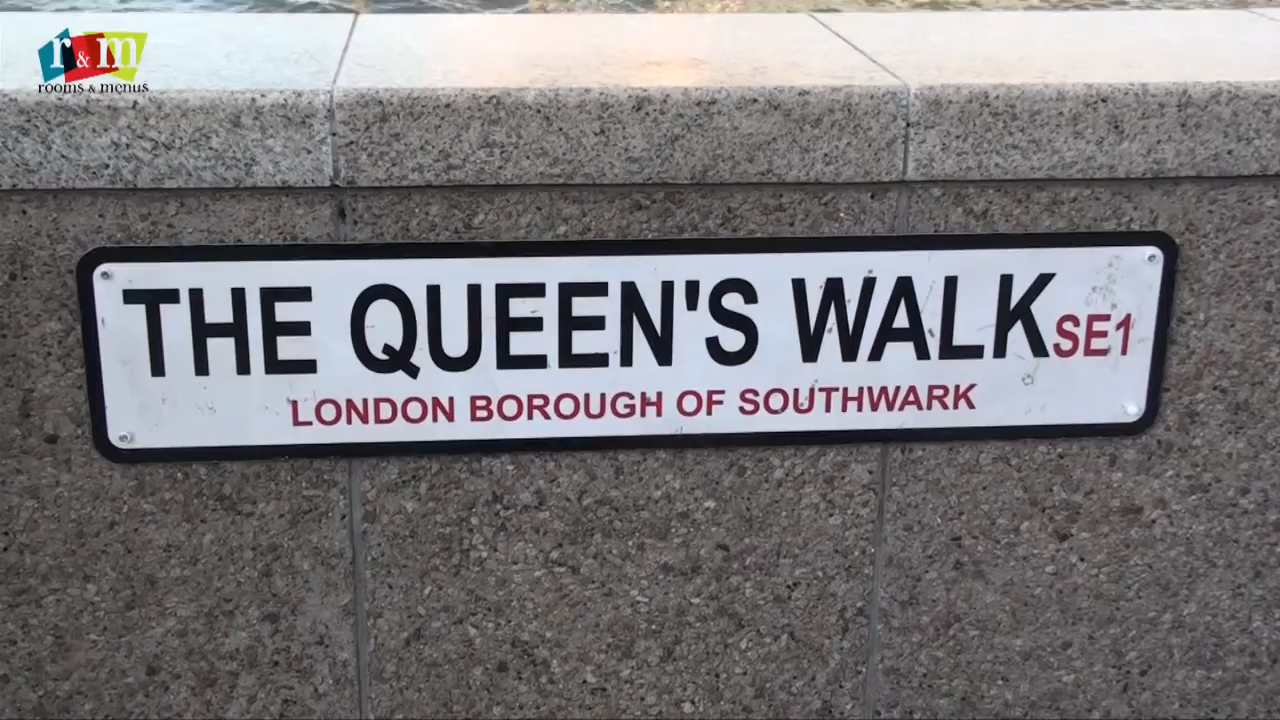 r&m
rooms & menus
THE QUEEN'S WALK SE1
LONDON BOROUGH OF SOUTHWARK